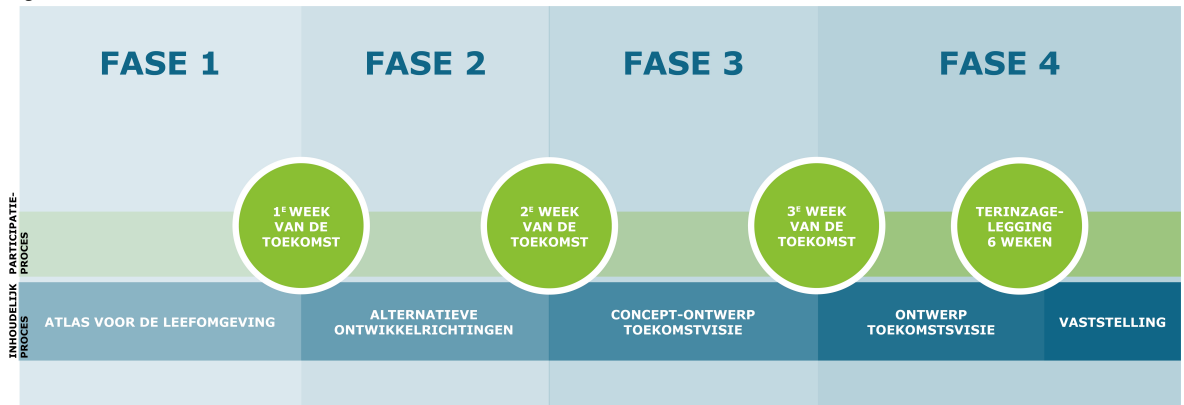 FASE 1
FASE 2
FASE 3
FASE 4
PARTICIPATIE-
PROCES
1E WEEK
VAN DE
TOEKOMST
2E WEEK
VAN DE
TOEKOMST
3E WEEK
VAN DE
TOEKOMST
TERINZAGE-
LEGGING
6 WEKEN
INHOUDELIJK
PROCES
ATLAS VOOR DE LEEFOMGEVING
ALTERNATIEVE
ONTWIKKELRICHTINGEN
CONCEPT-ONTWERP
TOEKOMSTVISIE
ONTWERP
TOEKOMSTSVISIE
VASTSTELLING